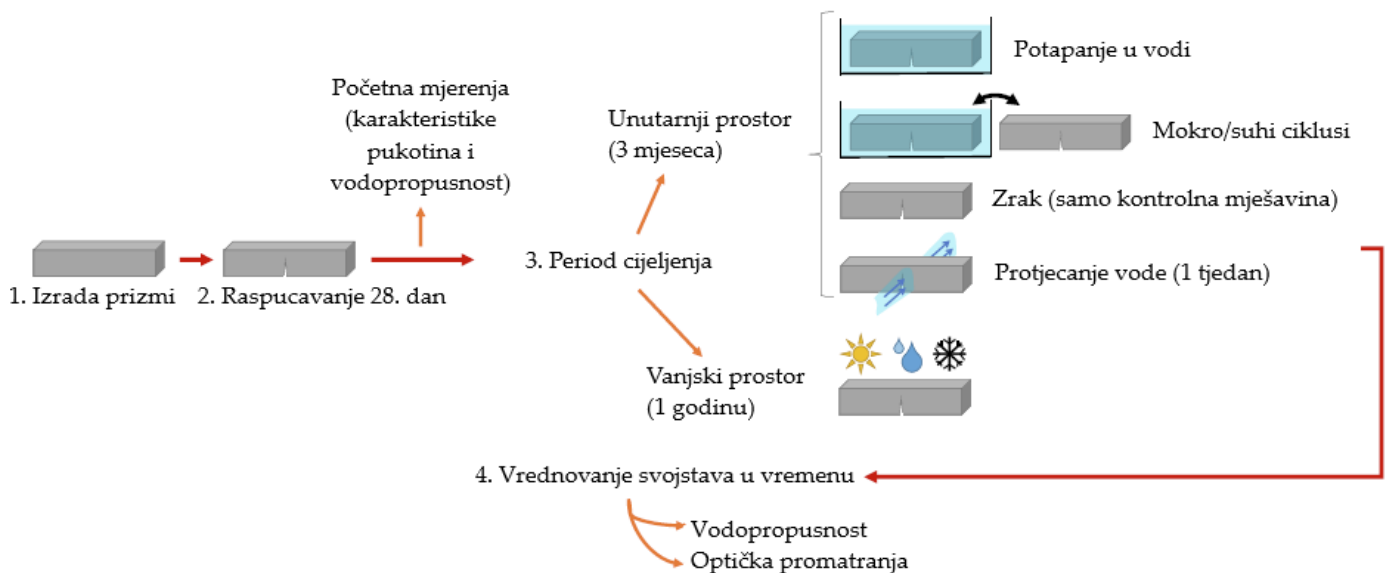 1. Izrada prizmi
2. Raspucavanje 28. dan
Početna mjerenja
(karakteristike
pukotina i
vodopropusnost)
3. Period cijeljenja
Unutarnji prostor
(3 mjeseca)
Potapanje u vodi
Mokro/suhi ciklusi
Zrak (samo kontrolna mješavina)
Protjecanje vode (1 tjedan)
Vanjski prostor
(1 godinu)
4. Vrednovanje svojstava u vremenu
Vodopropusnost
Optička promatranja